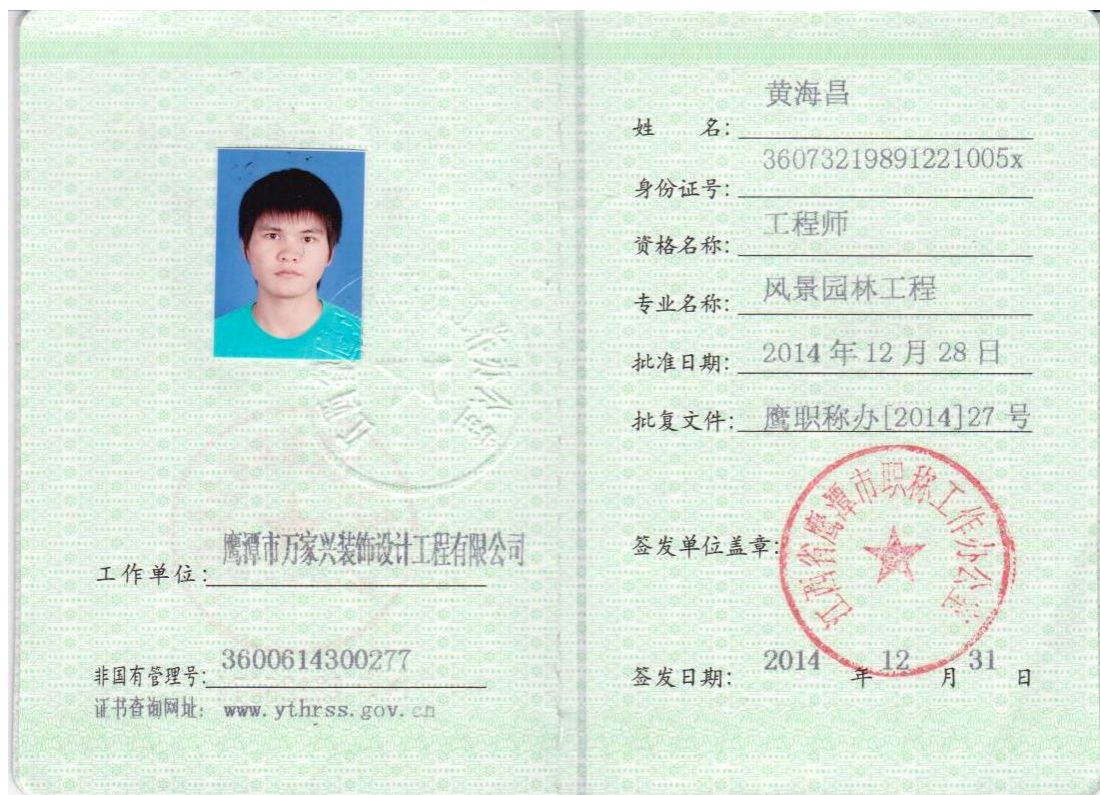 鹰潭市万家兴装饰设计工程有限公司
工作单位:
3600614300277
非国有管理号:
证书查询网址: www.ythrss.gov.cn
黄海昌
姓 名:
36073219891221005x
身份证号:
工程师
资格名称:
风景园林工程
专业名称:
批准日期: 2014 年 12 月 28 日
批复文件: 鹰职称办[2014]27 号
江西省鹰潭市职称工作办公室
签发单位盖章:
签发日期: 2014 年 12 月 31 日